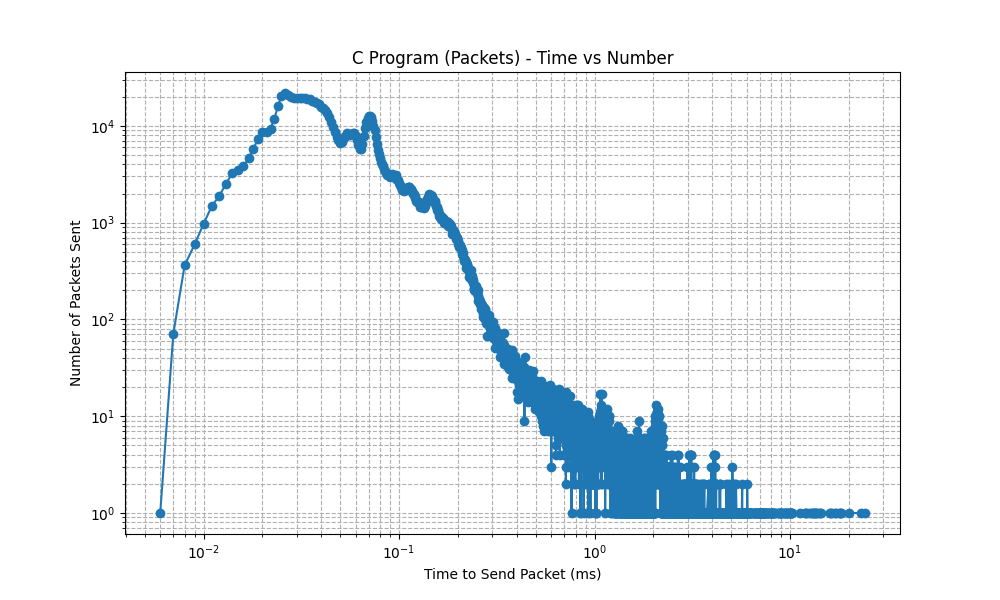 C Program (Packets) - Time vs Number
Number of Packets Sent
10⁴
10³
10²
10¹
10⁰
10⁻² 10⁻¹ 10⁰ 10¹
Time to Send Packet (ms)